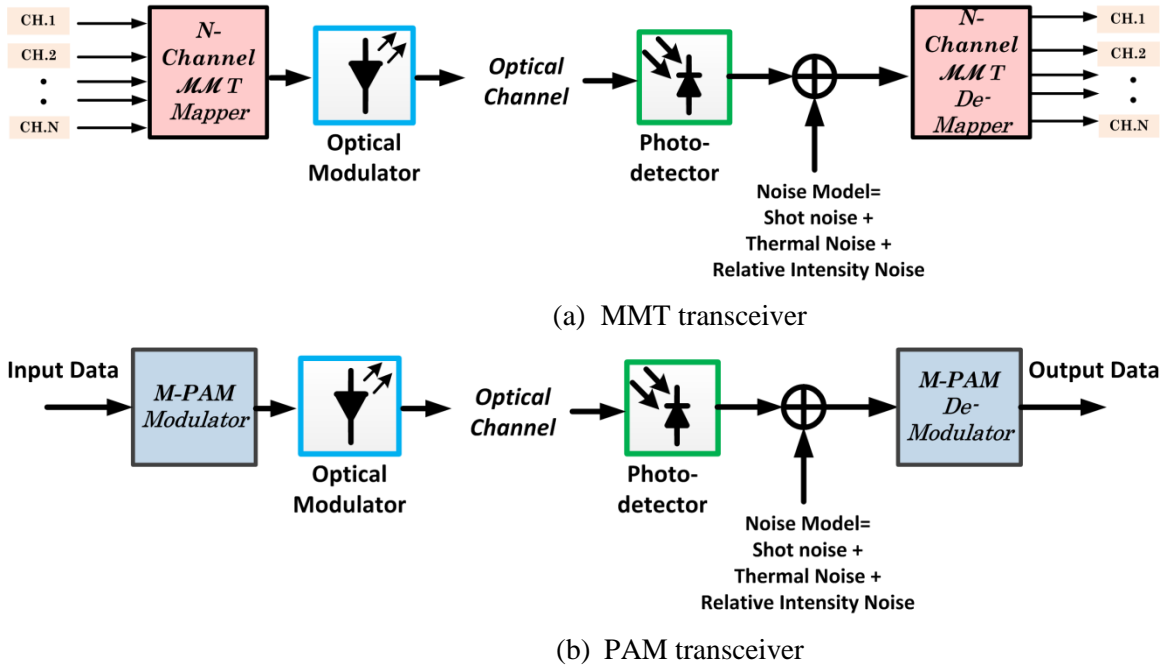 CH.1
CH.2
CH.N
N-
Channel
MMT
Mapper
Optical
Modulator
Optical
Channel
Photo-
detector
Noise Model=
Shot noise +
Thermal Noise +
Relative Intensity Noise
N-
Channel
MMT
De-
Mapper
CH.1
CH.2
CH.N
(a) MMT transceiver
Input Data
M-PAM
Modulator
Optical
Modulator
Optical
Channel
Photo-
detector
Noise Model=
Shot noise +
Thermal Noise +
Relative Intensity Noise
M-PAM
De-
Modulator
Output Data
(b) PAM transceiver